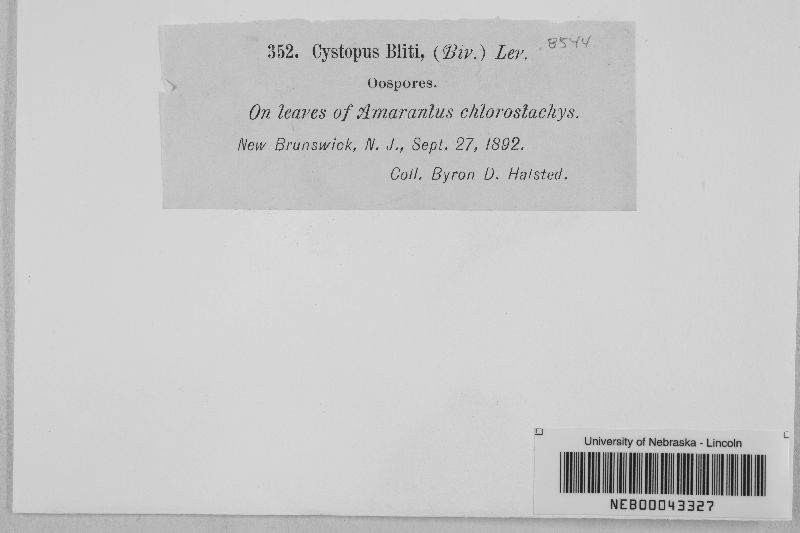 352. Cystopus Bliti, (Biv.) Lev. 8544
Oospores.
On leaves of Amarantus chlorostachys.
New Brunswick, N. J., Sept. 27, 1892.
Coll. Byron D. Halsted.
University of Nebraska - Lincoln
NEB00043327